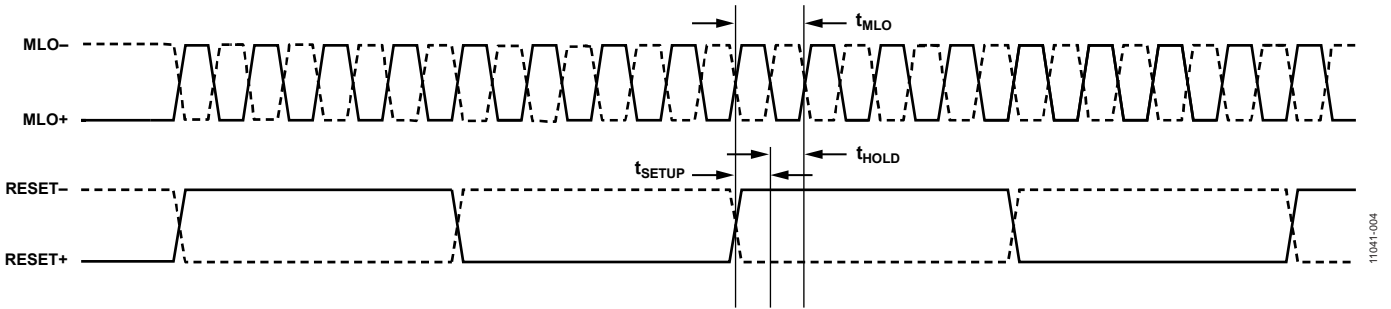 tMLO
MLO–
MLO+
tHOLD
tSETUP
RESET–
RESET+
11041-004